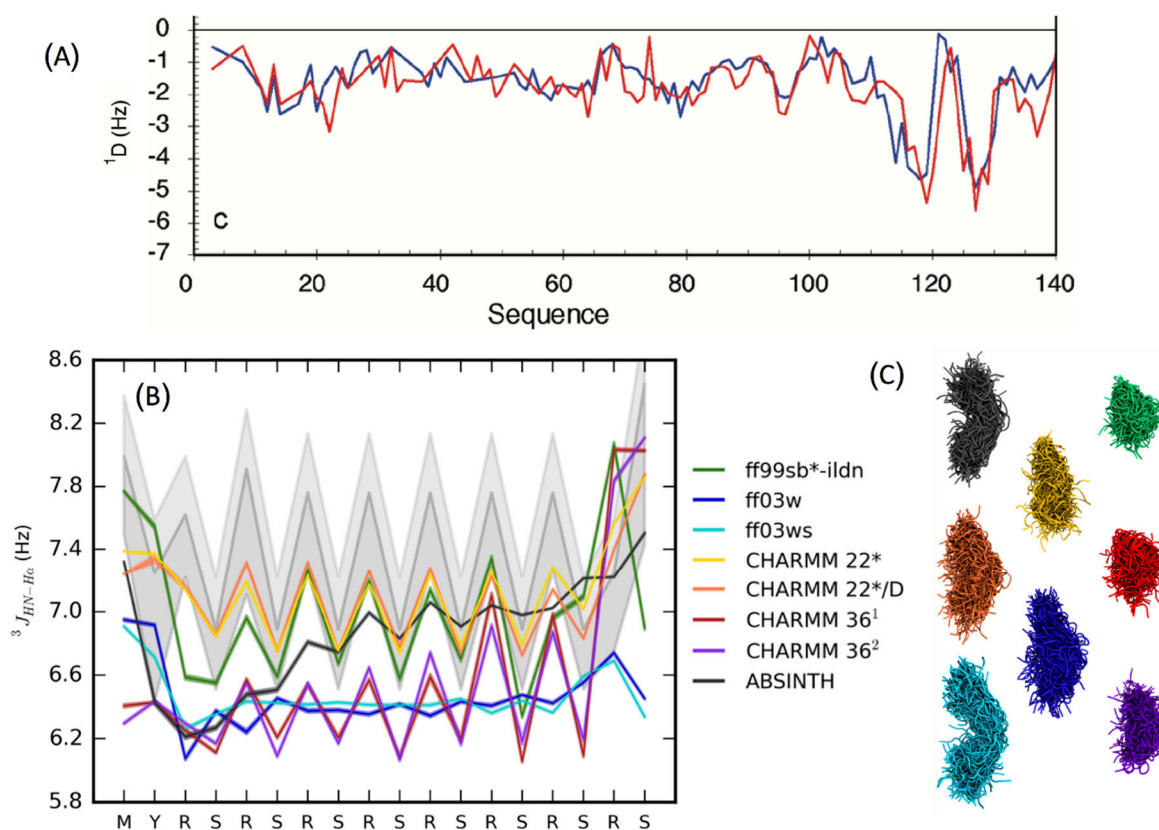 (A)
0
-1
-2
-3
-4
-5
-6
-7
¹D (Hz)
C
0 20 40 60 80 100 120 140
Sequence
(B)
8.6
8.2
7.8
7.4
7.0
6.6
6.2
5.8
³J_{HN−Hα} (Hz)
M Y R S R S R S R S R S R S R S R S
ff99sb*-ildn
ff03w
ff03ws
CHARMM 22*
CHARMM 22*/D
CHARMM 36¹
CHARMM 36²
ABSINTH
(C)